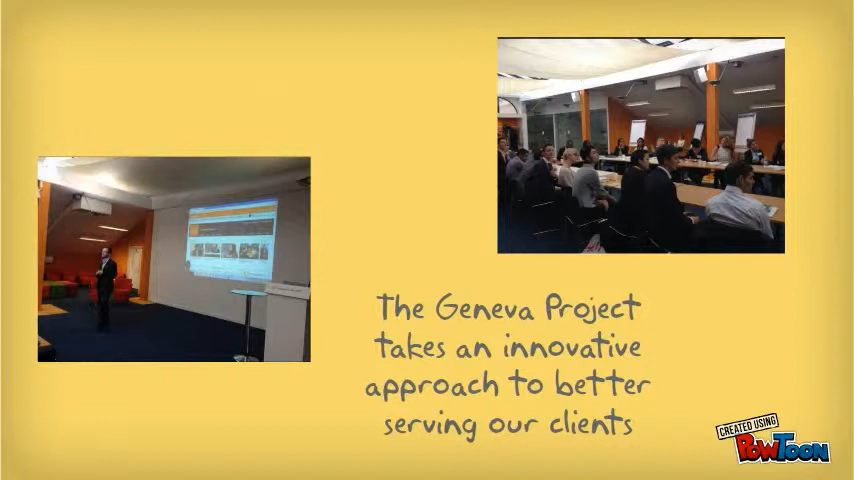 The Geneva Project
takes an innovative
approach to better
serving our clients
CREATED USING
POWTOON